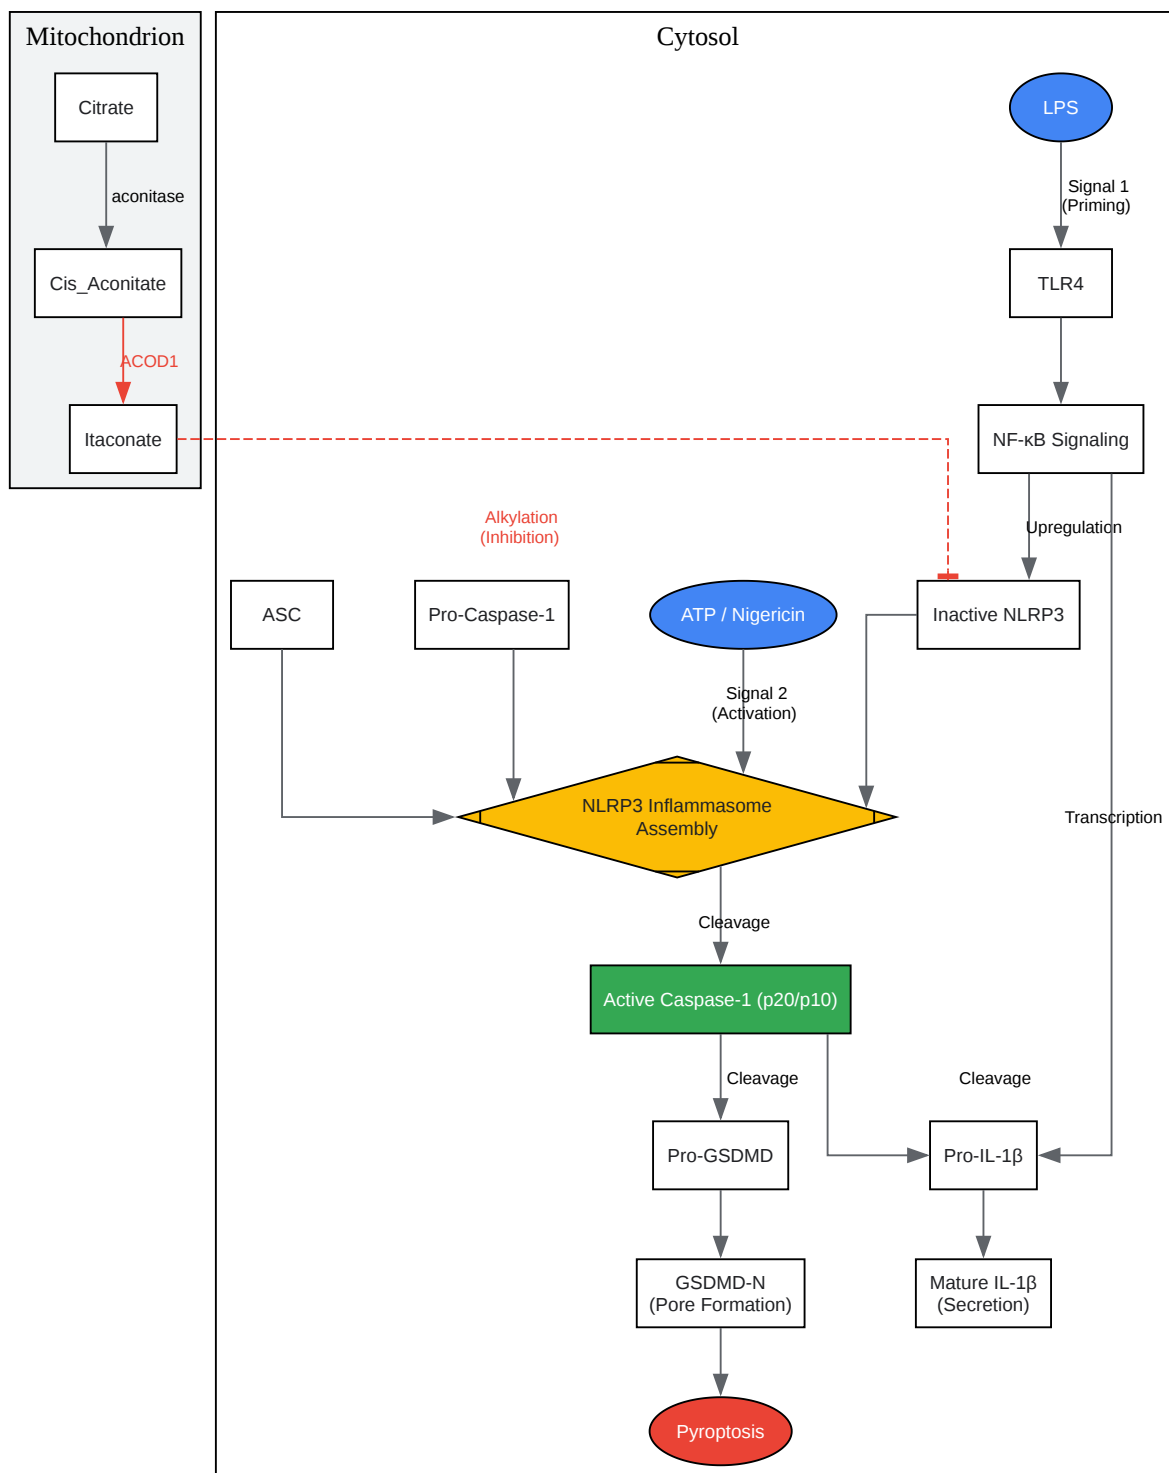 Mitochondrion
Cytosol
Citrate
LPS
aconitase
Signal 1
(Priming)
Cis_Aconitate
TLR4
ACOD1
Itaconate
NF-κB Signaling
Alkylation
(Inhibition)
Upregulation
ASC
Pro-Caspase-1
ATP / Nigericin
Inactive NLRP3
Signal 2
(Activation)
NLRP3 Inflammasome
Assembly
Transcription
Cleavage
Active Caspase-1 (p20/p10)
Cleavage
Cleavage
Pro-GSDMD
Pro-IL-1β
GSDMD-N
(Pore Formation)
Mature IL-1β
(Secretion)
Pyroptosis